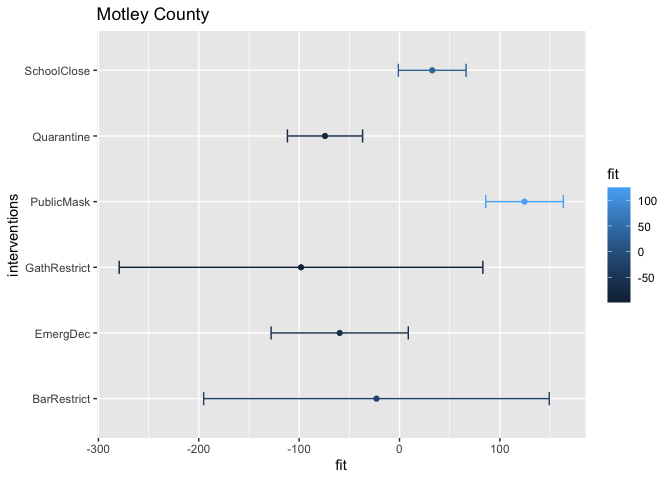 Motley County
SchoolClose
Quarantine
PublicMask
GathRestrict
EmergDec
BarRestrict
interventions
-300
-200
-100
0
100
fit
fit
100
50
0
-50